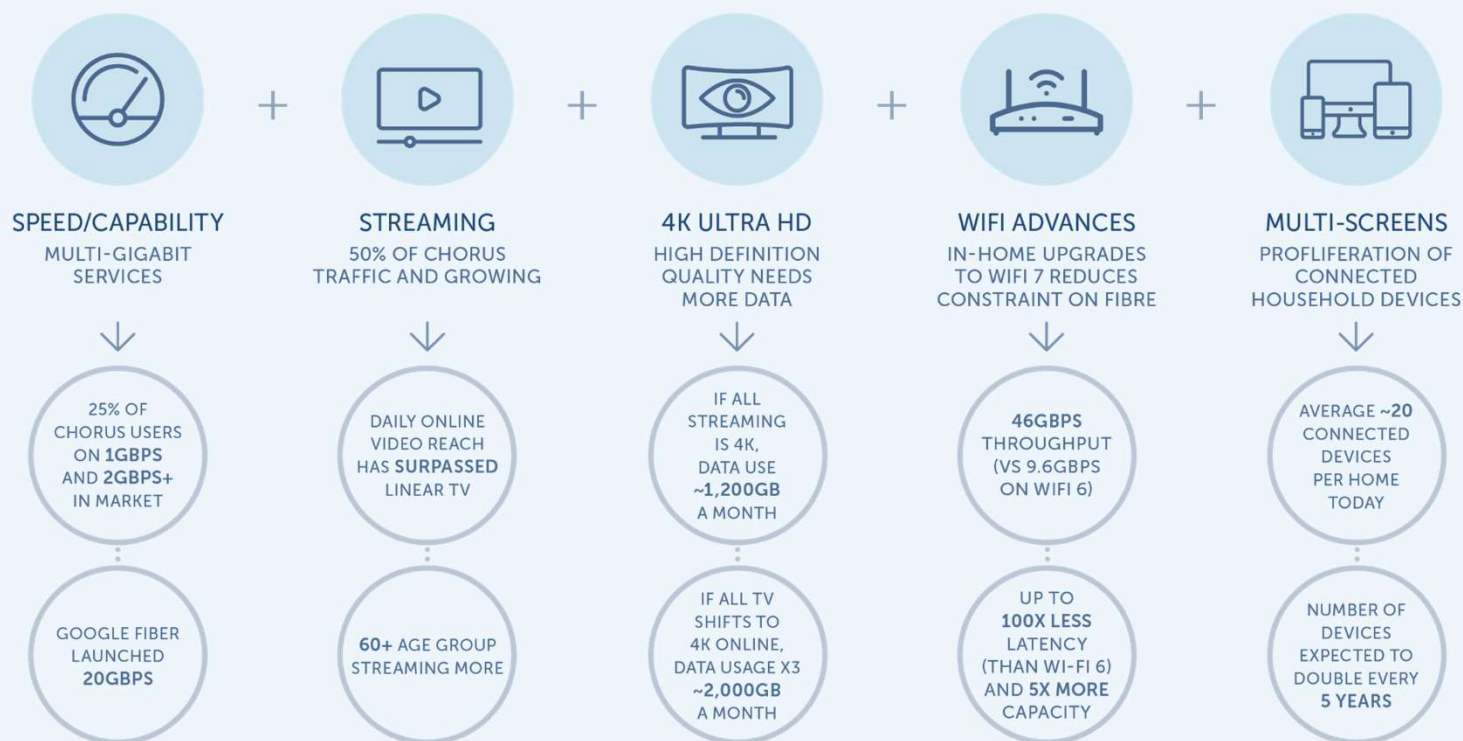 SPEED/CAPABILITY
MULTI-GIGABIT
SERVICES
25% OF
CHORUS USERS
ON 1GBPS
AND 2GBPS+
IN MARKET
GOOGLE FIBER
LAUNCHED
20GBPS
STREAMING
50% OF CHORUS
TRAFFIC AND GROWING
DAILY ONLINE
VIDEO REACH
HAS SURPASSED
LINEAR TV
60+ AGE GROUP
STREAMING MORE
4K ULTRA HD
HIGH DEFINITION
QUALITY NEEDS
MORE DATA
IF ALL
STREAMING
IS 4K,
DATA USE
~1,200GB
A MONTH
IF ALL TV
SHIFTS TO
4K ONLINE,
DATA USAGE X3
~2,000GB
A MONTH
WIFI ADVANCES
IN-HOME UPGRADES
TO WIFI 7 REDUCES
CONSTRAINT ON FIBRE
46GBPS
THROUGHPUT
(VS 9.6GBPS
ON WIFI 6)
UP TO
100X LESS
LATENCY
(THAN WI-FI 6)
AND 5X MORE
CAPACITY
MULTI-SCREENS
PROFLIFERATION OF
CONNECTED
HOUSEHOLD DEVICES
AVERAGE ~20
CONNECTED
DEVICES
PER HOME
TODAY
NUMBER OF
DEVICES
EXPECTED TO
DOUBLE EVERY
5 YEARS